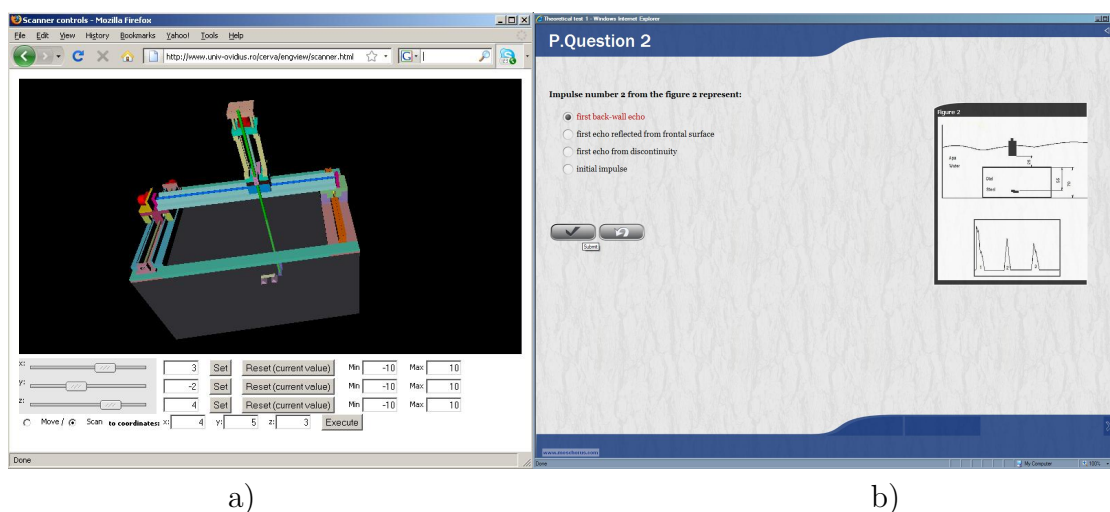 Scanner controls - Mozilla Firefox
File Edit View History Bookmarks Yahoo! Tools Help
http://www.univ-ovidius.ro/cerva/engview/scanner.html
G
x:
3 Set Reset (current value) Min -10 Max 10
y:
-2 Set Reset (current value) Min -10 Max 10
z:
4 Set Reset (current value) Min -10 Max 10
Move / Scan to coordinates: x: 4 y: 5 z: 3 Execute
Done
a)
Theoretical test 1 - Windows Internet Explorer
P.Question 2
Impulse number 2 from the figure 2 represent:
first back-wall echo
first echo reflected from frontal surface
first echo from discontinuity
initial impulse
Submit
Figure 2
Apa
Water
25
Otel
Steel
50
Done
My Computer
100%
b)